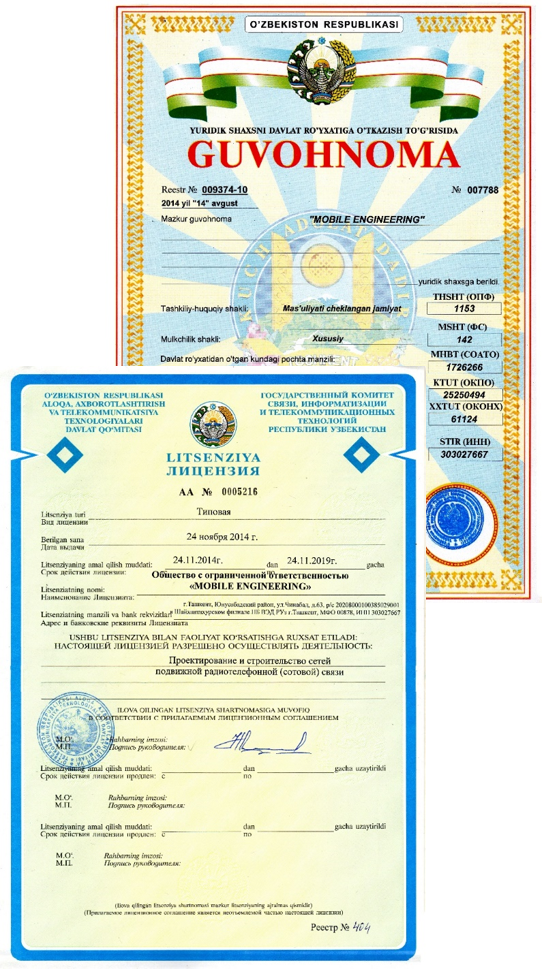 O'ZBEKISTON RESPUBLIKASI
YURIDIK SHAXSNI DAVLAT RO'YXATIGA O'TKAZISH TO'G'RISIDA
GUVOHNOMA
Reestr № 009374-10
№ 007788
2014 yil "14" avgust
Mazkur guvohnoma "MOBILE ENGINEERING"
yuridik shaxsga berildi
Tashkiliy-huquqiy shakli: Mas'uliyati cheklangan jamiyat
Mulkchilik shakli: Xususiy
Davlat ro'yxatidan o'tgan kundagi pochta manzili:
THSHT (ОПФ)
1153
MSHT (ФС)
142
MHBT (СОАТО)
1726266
KTUT (ОКПО)
25250494
XXTUT (ОКОНХ)
61124
STIR (ИНН)
303027667
O'ZBEKISTON RESPUBLIKASI
ALOQA, AXBOROTLASHTIRISH
VA TELEKOMMUNIKATSIYA
TEXNOLOGIYALARI
DAVLAT QO'MITASI
ГОСУДАРСТВЕННЫЙ КОМИТЕТ
СВЯЗИ, ИНФОРМАТИЗАЦИИ
И ТЕЛЕКОММУНИКАЦИОННЫХ
ТЕХНОЛОГИЙ
РЕСПУБЛИКИ УЗБЕКИСТАН
LITSENZIYA
ЛИЦЕНЗИЯ
АА № 0005216
Litsenziya turi Типовая
Вид лицензии
Berilgan sana 24 ноября 2014 г.
Дата выдачи
Litsenziyaning amal qilish muddati: 24.11.2014г. dan 24.11.2019г. gacha
Срок действия лицензии: с по
Общество с ограниченной ответственностью
Litsenziatning nomi: «MOBILE ENGINEERING»
Наименование Лицензиата:
г.Ташкент, Юнусабадский район, ул.Чинабад, д.63, р/с 20208000100385029001
Litsenziatning manzili va bank rekvizidlari Шайхантахурском филиале НБ ВЭД РУз г.Ташкент, МФО 00878, ИНН 303027667
Адрес и банковские реквизиты Лицензиата
USHBU LITSENZIYA BILAN FAOLIYAT KO'RSATISHGA RUXSAT ETILADI:
НАСТОЯЩЕЙ ЛИЦЕНЗИЕЙ РАЗРЕШЕНО ОСУЩЕСТВЛЯТЬ ДЕЯТЕЛЬНОСТЬ:
Проектирование и строительство сетей
подвижной радиотелефонной (сотовой) связи
ILOVA QILINGAN LITSENZIYA SHARTNOMASIGA MUVOFIQ
В СООТВЕТСТВИИ С ПРИЛАГАЕМЫМ ЛИЦЕНЗИОННЫМ СОГЛАШЕНИЕМ
M.O'. Rahbarning imzosi:
М.П. Подпись руководителя:
Litsenziyaning amal qilish muddati: dan gacha uzaytirildi
Срок действия лицензии продлен: с по
M.O'. Rahbarning imzosi:
М.П. Подпись руководителя:
Litsenziyaning amal qilish muddati: dan gacha uzaytirildi
Срок действия лицензии продлен: с по
M.O'. Rahbarning imzosi:
М.П. Подпись руководителя:
(Ilova qilingan litsenziya shartnomasi mazkur litsenziyaning ajralmas qismidir)
(Прилагаемое лицензионное соглашение является неотъемлемой частью настоящей лицензии)
Реестр № 464